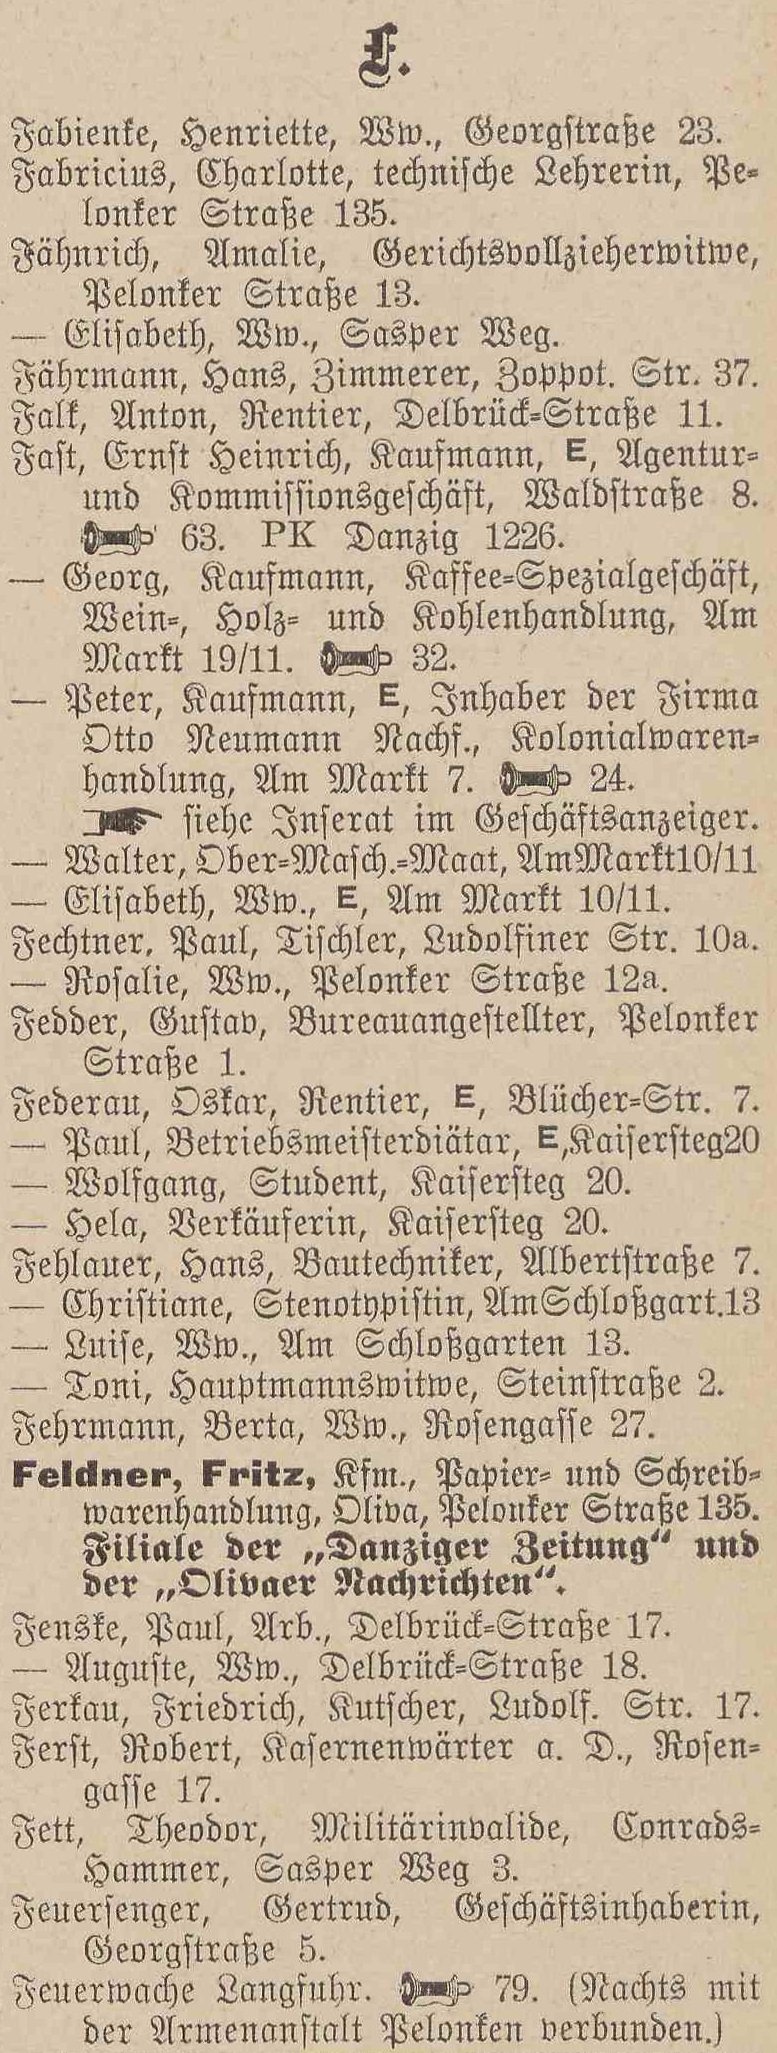 F.
Fabienke, Henriette, Ww., Georgstraße 23.
Fabricius, Charlotte, technische Lehrerin, Pe-
lonker Straße 135.
Fähnrich, Amalie, Gerichtsvollzieherwitwe,
Pelonker Straße 13.
— Elisabeth, Ww., Sasper Weg.
Fährmann, Hans, Zimmerer, Zoppot. Str. 37.
Falk, Anton, Rentier, Delbrück-Straße 11.
Fast, Ernst Heinrich, Kaufmann, E, Agentur-
und Kommissionsgeschäft, Waldstraße 8.
63. PK Danzig 1226.
— Georg, Kaufmann, Kaffee-Spezialgeschäft,
Wein-, Holz- und Kohlenhandlung, Am
Markt 19/11. 32.
— Peter, Kaufmann, E, Inhaber der Firma
Otto Neumann Nachf., Kolonialwaren-
handlung, Am Markt 7. 24.
siehe Inserat im Geschäftsanzeiger.
— Walter, Ober-Masch.-Maat, Am Markt 10/11
— Elisabeth, Ww., E, Am Markt 10/11.
Fechtner, Paul, Tischler, Ludolfiner Str. 10a.
— Rosalie, Ww., Pelonker Straße 12a.
Fedder, Gustav, Bureauangestellter, Pelonker
Straße 1.
Federau, Oskar, Rentier, E, Blücher-Str. 7.
— Paul, Betriebsmeisterdiätar, E, Kaisersteg 20
— Wolfgang, Student, Kaisersteg 20.
— Hela, Verkäuferin, Kaisersteg 20.
Fehlauer, Hans, Bautechniker, Albertstraße 7.
— Christiane, Stenotypistin, Am Schloßgart. 13
— Luise, Ww., Am Schloßgarten 13.
— Toni, Hauptmannswitwe, Steinstraße 2.
Fehrmann, Berta, Ww., Rosengasse 27.
Feldner, Fritz, Kfm., Papier- und Schreib-
warenhandlung, Oliva, Pelonker Straße 135.
Filiale der „Danziger Zeitung“ und
der „Olivaer Nachrichten“.
Fenske, Paul, Arb., Delbrück-Straße 17.
— Auguste, Ww., Delbrück-Straße 18.
Ferkau, Friedrich, Kutscher, Ludolf. Str. 17.
Ferst, Robert, Kasernenwärter a. D., Rosen-
gasse 17.
Fett, Theodor, Militärinvalide, Conrads-
Hammer, Sasper Weg 3.
Feuersenger, Gertrud, Geschäftsinhaberin,
Georgstraße 5.
Feuerwache Langfuhr. 79. (Nachts mit
der Armenanstalt Pelonken verbunden.)